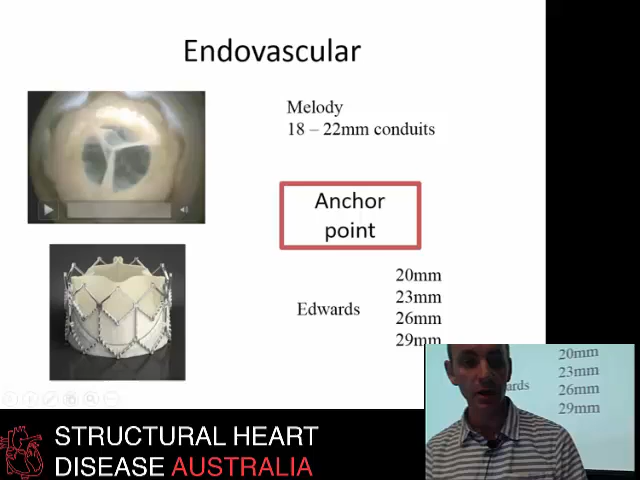 Endovascular
Melody
18 – 22mm conduits
Anchor
point
20mm
23mm
Edwards
26mm
29mm
20mm
23mm
26mm
29mm
STRUCTURAL HEART
DISEASE AUSTRALIA